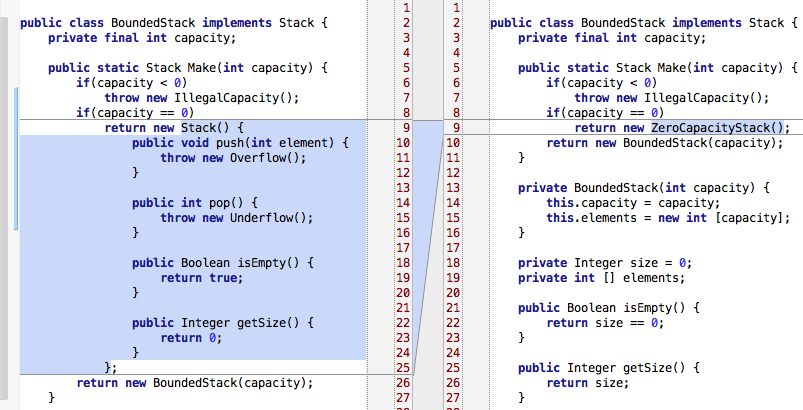 1
public class BoundedStack implements Stack { 2
private final int capacity; 3
4
public static Stack Make(int capacity) { 5
if(capacity < 0) 6
throw new IllegalCapacity(); 7
if(capacity == 0) 8
return new Stack() { 9
public void push(int element) { 10
throw new Overflow(); 11
} 12
13
public int pop() { 14
throw new Underflow(); 15
} 16
17
public Boolean isEmpty() { 18
return true; 19
} 20
21
public Integer getSize() { 22
return 0; 23
} 24
}; 25
return new BoundedStack(capacity); 26
} 27
1
2 public class BoundedStack implements Stack {
3 private final int capacity;
4
5 public static Stack Make(int capacity) {
6 if(capacity < 0)
7 throw new IllegalCapacity();
8 if(capacity == 0)
9 return new ZeroCapacityStack();
10 return new BoundedStack(capacity);
11 }
12
13 private BoundedStack(int capacity) {
14 this.capacity = capacity;
15 this.elements = new int [capacity];
16 }
17
18 private Integer size = 0;
19 private int [] elements;
20
21 public Boolean isEmpty() {
22 return size == 0;
23 }
24
25 public Integer getSize() {
26 return size;
27 }